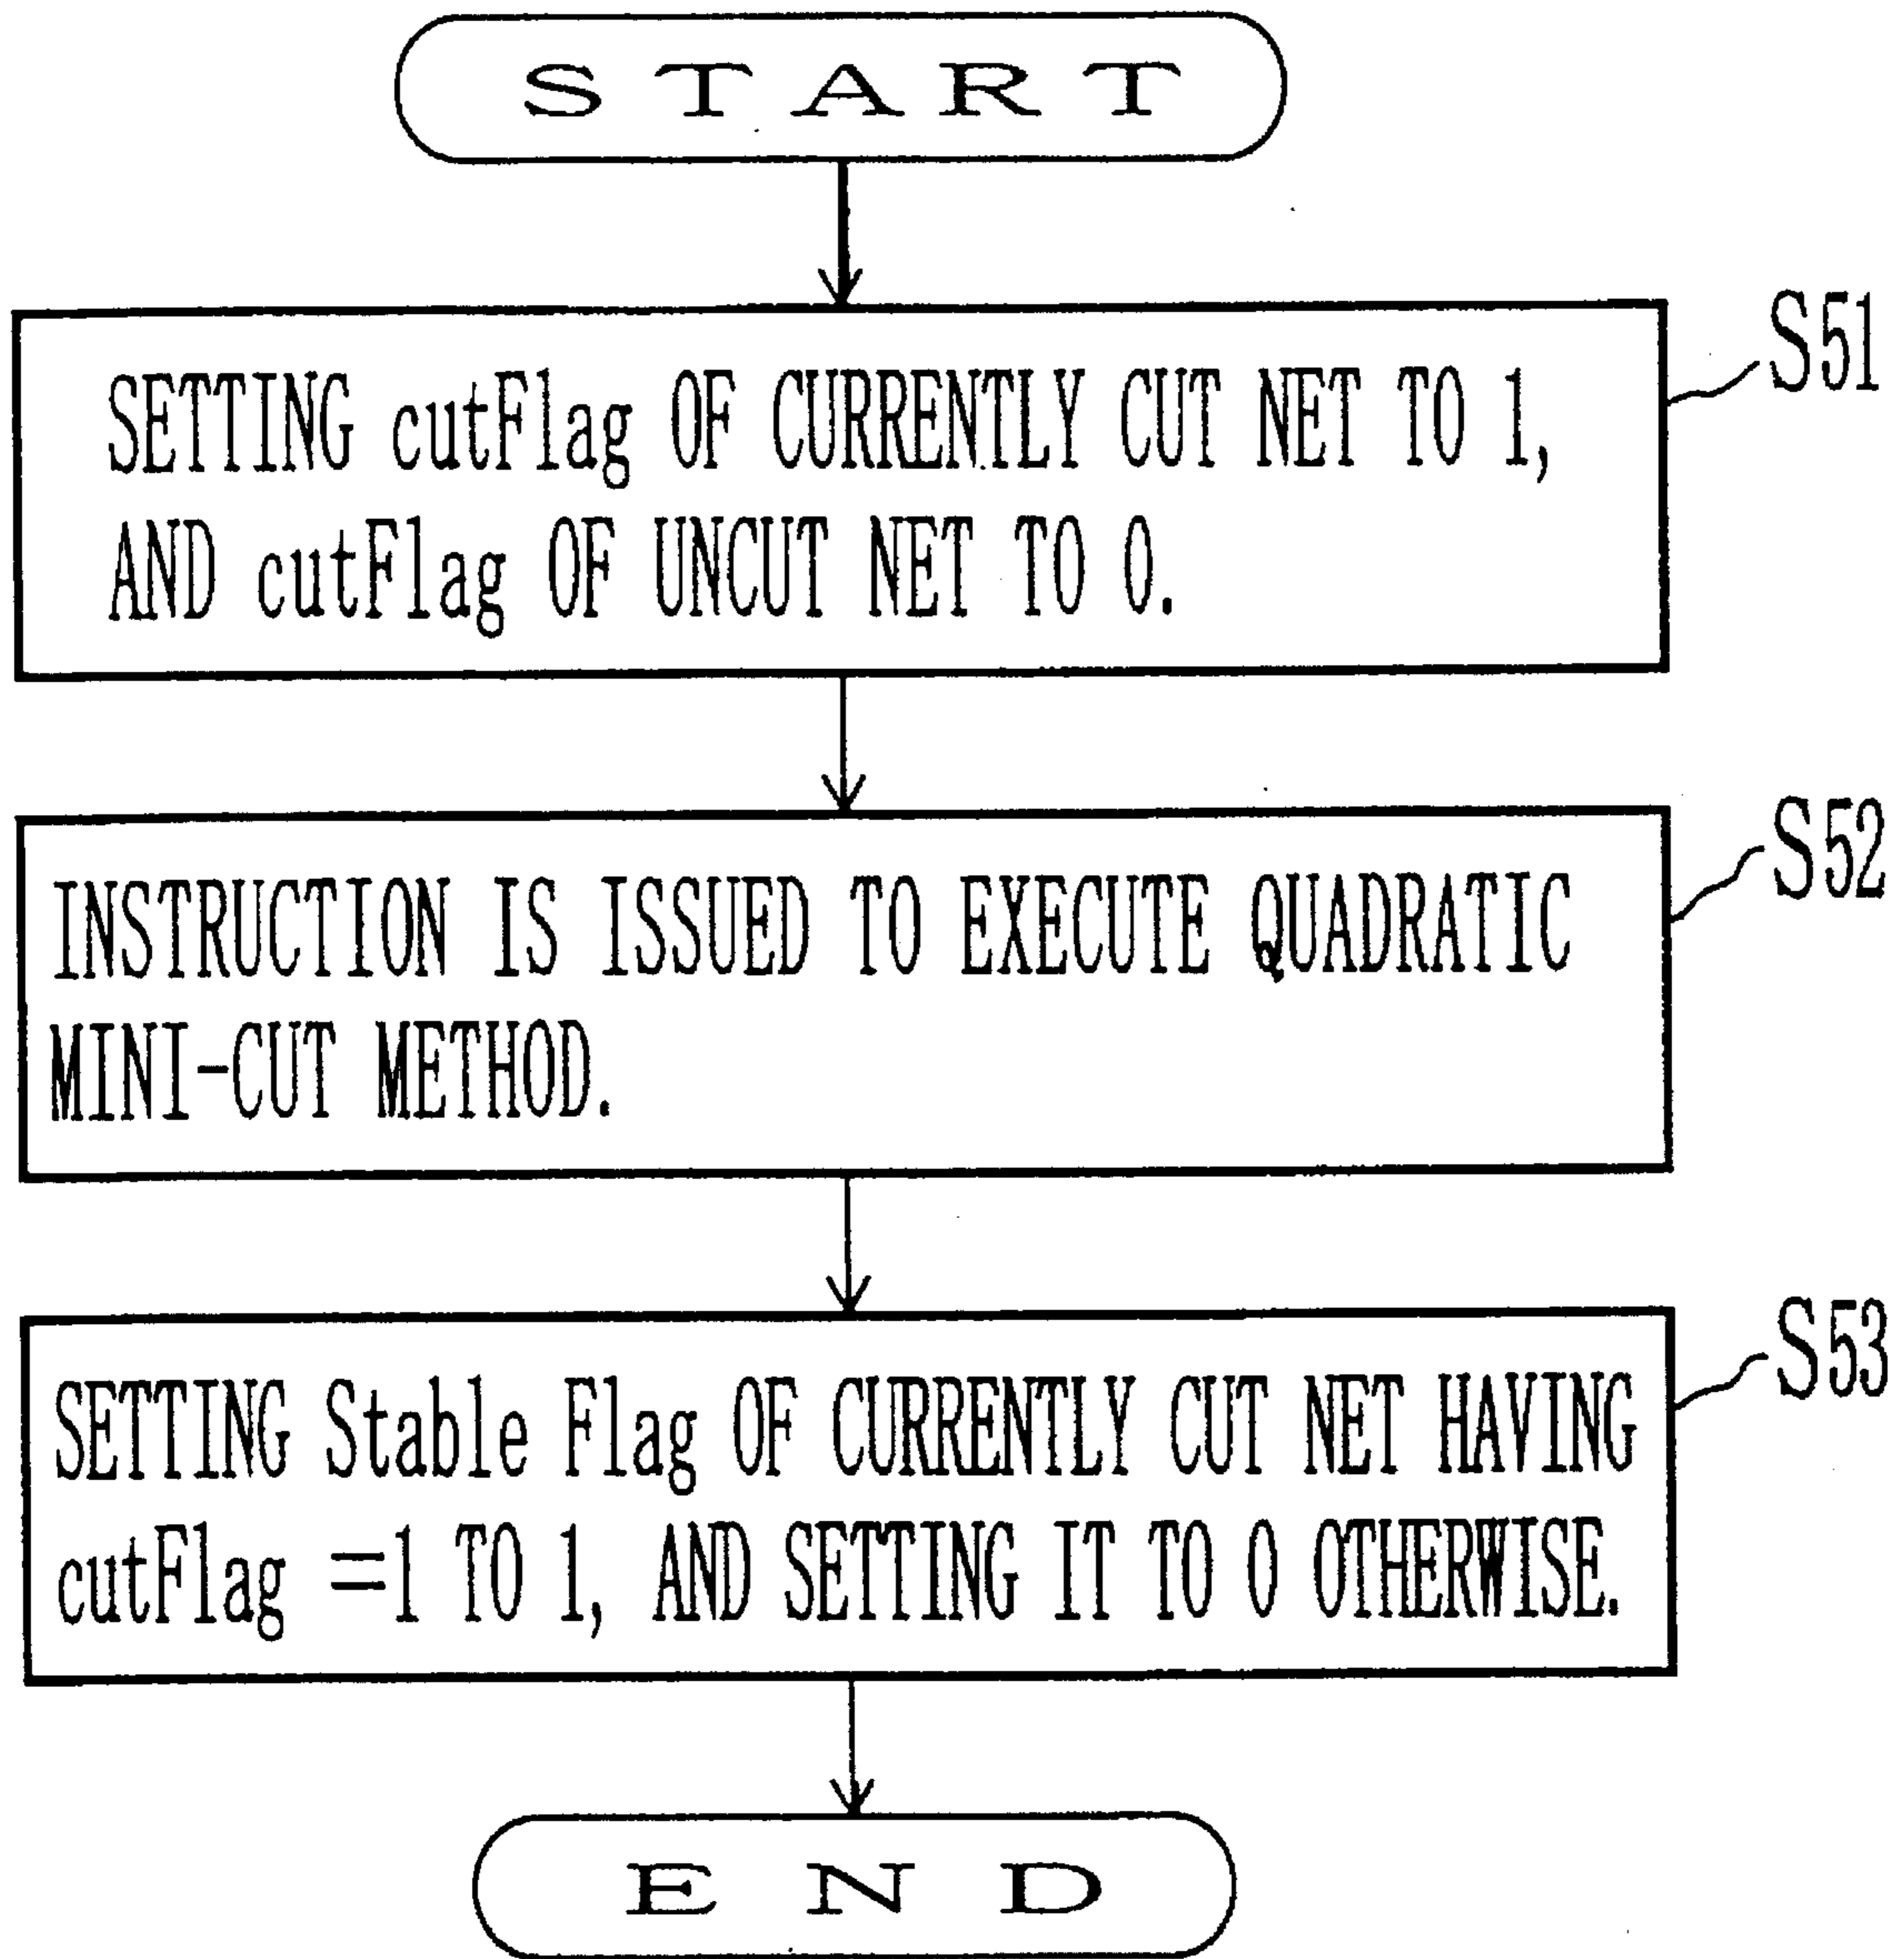 START
S51
SETTING cutFlag OF CURRENTLY CUT NET TO 1,
AND cutFlag OF UNCUT NET TO 0.
S52
INSTRUCTION IS ISSUED TO EXECUTE QUADRATIC
MINI-CUT METHOD.
S53
SETTING Stable Flag OF CURRENTLY CUT NET HAVING
cutFlag =1 TO 1, AND SETTING IT TO 0 OTHERWISE.
END